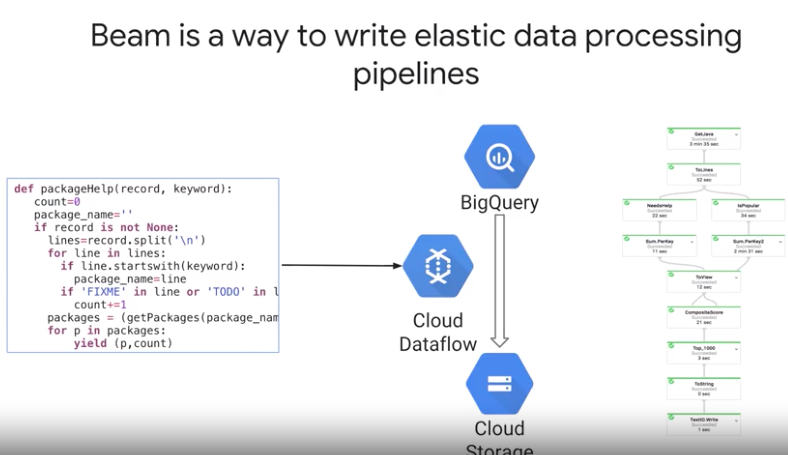 Beam is a way to write elastic data processing
pipelines
def packageHelp(record, keyword):
count=0
package_name=''
if record is not None:
lines=record.split('\n')
for line in lines:
if line.startswith(keyword):
package_name=line
if 'FIXME' in line or 'TODO' in l
count+=1
packages = (getPackages(package_nam
for p in packages:
yield (p,count)
BigQuery
Cloud
Dataflow
Cloud
Storage
GetJava
Succeeded
3 min 35 sec
ToLines
Succeeded
52 sec
NeedsHelp
Succeeded
22 sec
IsPopular
Succeeded
34 sec
Sum.PerKey
Succeeded
11 sec
Sum.PerKey2
Succeeded
2 min 31 sec
ToView
Succeeded
12 sec
CompositeScore
Succeeded
21 sec
Top_1000
Succeeded
3 sec
ToString
Succeeded
0 sec
TextIO.Write
Succeeded
1 sec